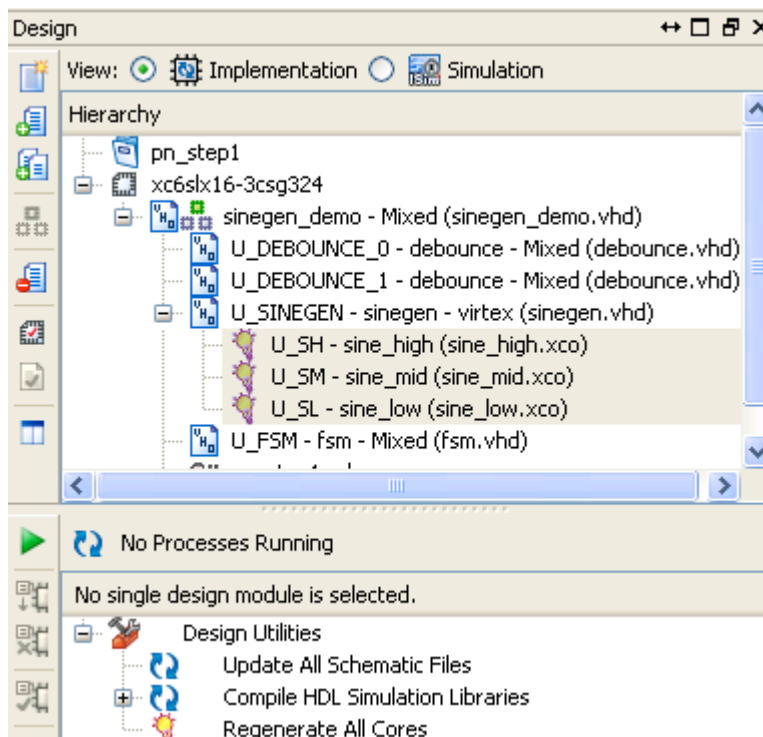 Design
View: Implementation Simulation
Hierarchy
pn_step1
xc6slx16-3csg324
sinegen_demo - Mixed (sinegen_demo.vhd)
U_DEBOUNCE_0 - debounce - Mixed (debounce.vhd)
U_DEBOUNCE_1 - debounce - Mixed (debounce.vhd)
U_SINEGEN - sinegen - virtex (sinegen.vhd)
U_SH - sine_high (sine_high.xco)
U_SM - sine_mid (sine_mid.xco)
U_SL - sine_low (sine_low.xco)
U_FSM - fsm - Mixed (fsm.vhd)
No Processes Running
No single design module is selected.
Design Utilities
Update All Schematic Files
Compile HDL Simulation Libraries
Regenerate All Cores